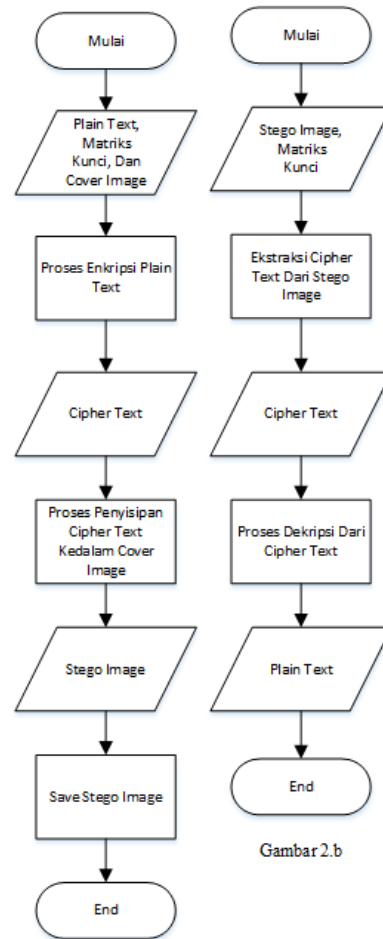 Mulai
Plain Text,
Matriks
Kunci, Dan
Cover Image
Proses Enkripsi Plain
Text
Cipher Text
Proses Penyisipan
Cipher Text
Kedalam Cover
Image
Stego Image
Save Stego Image
End
Mulai
Stego Image,
Matriks
Kunci
Ekstraksi Cipher
Text Dari Stego
Image
Cipher Text
Proses Dekripsi Dari
Cipher Text
Plain Text
End
Gambar 2.b